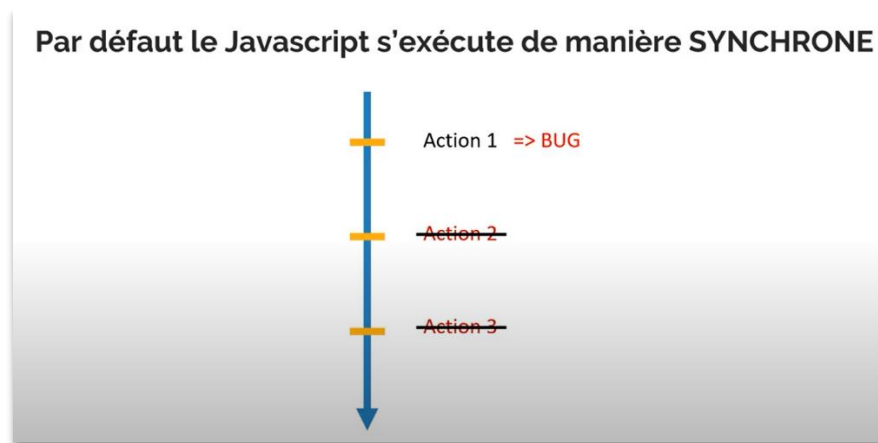 Par défaut le Javascript s’exécute de manière SYNCHRONE
Action 1 => BUG
Action 2
Action 3